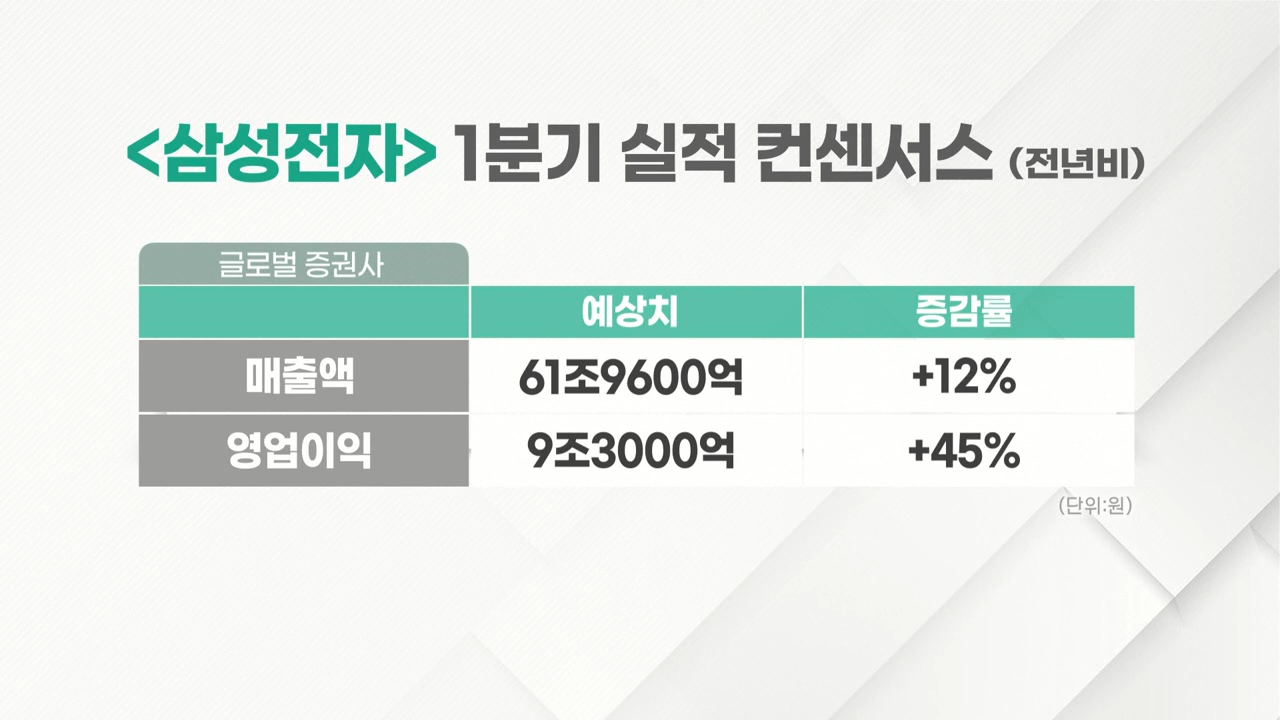 <삼성전자> 1분기 실적 컨센서스 (전년비)
글로벌 증권사
예상치 증감률
매출액 61조9600억 +12%
영업이익 9조3000억 +45%
(단위:원)